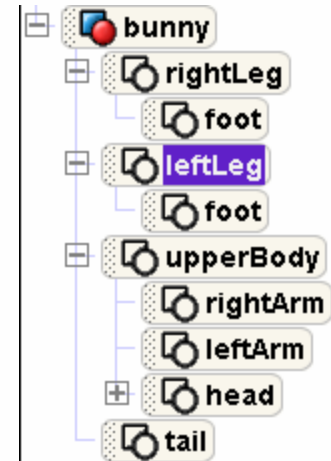 bunny
rightLeg
foot
leftLeg
foot
upperBody
rightArm
leftArm
head
tail